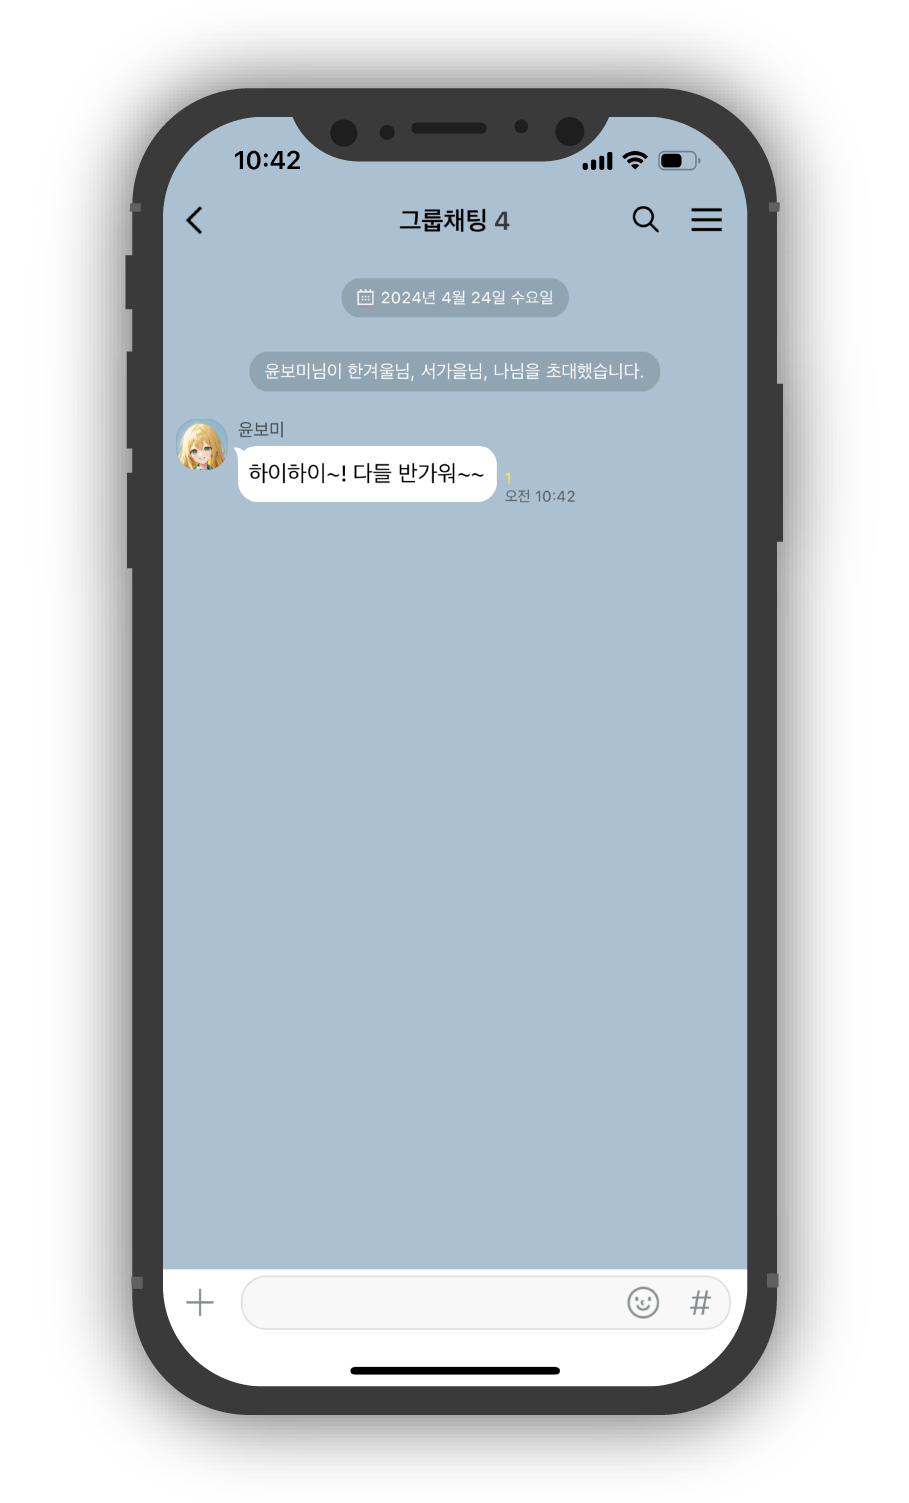 10:42
그룹채팅 4
2024년 4월 24일 수요일
윤보미님이 한겨울님, 서가을님, 나님을 초대했습니다.
윤보미
하이하이~! 다들 반가워~~
1
오전 10:42
#